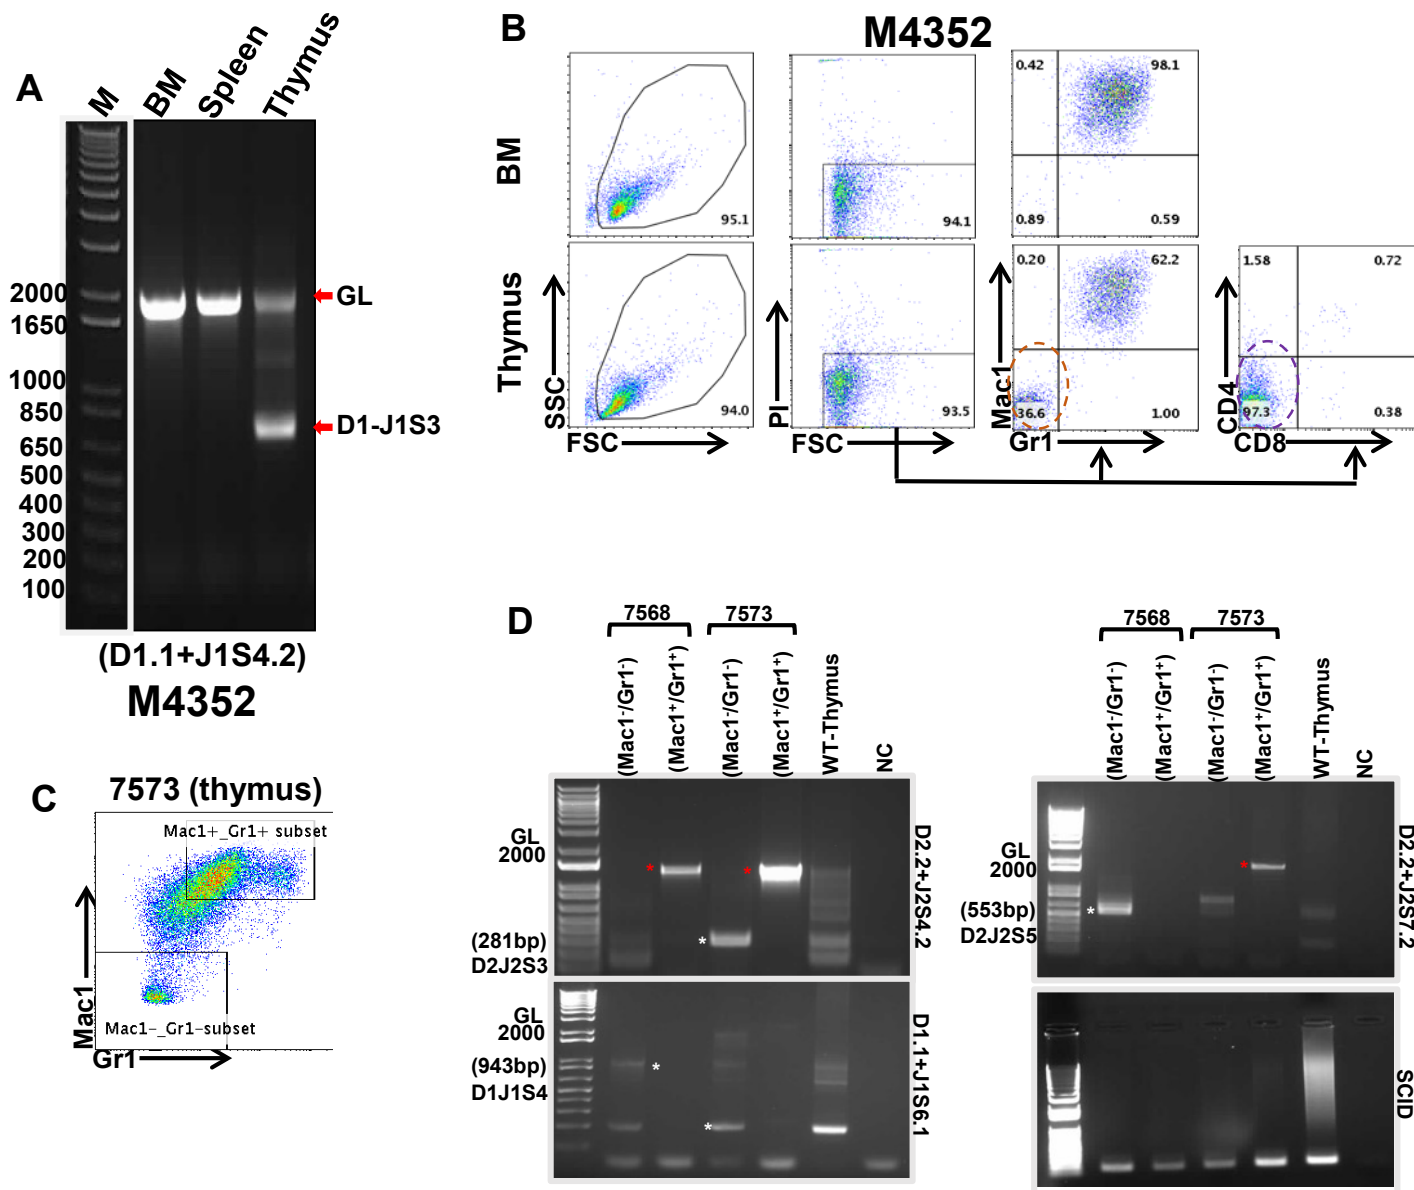 A
M
BM
Spleen
Thymus
2000
1650
1000
850
650
500
400
300
200
100
GL
D1-J1S3
(D1.1+J1S4.2)
M4352
B
M4352
BM
Thymus
95.1
94.1
0.42
98.1
0.89
0.59
94.0
93.5
0.20
62.2
36.6
1.00
1.58
0.72
97.3
0.38
SSC
FSC
PI
FSC
Mac1
Gr1
CD4
CD8
C
7573 (thymus)
Mac1+_Gr1+ subset
Mac1-_Gr1-subset
Mac1
Gr1
D
7568
7573
(Mac1-/Gr1-)
(Mac1+/Gr1+)
(Mac1-/Gr1-)
(Mac1+/Gr1+)
WT-Thymus
NC
GL
2000
(281bp)
D2J2S3
D2.2+J2S4.2
GL
2000
(943bp)
D1J1S4
D1.1+J1S6.1
7568
7573
(Mac1-/Gr1-)
(Mac1+/Gr1+)
(Mac1-/Gr1-)
(Mac1+/Gr1+)
WT-Thymus
NC
GL
2000
(553bp)
D2J2S5
D2.2+J2S7.2
SCID